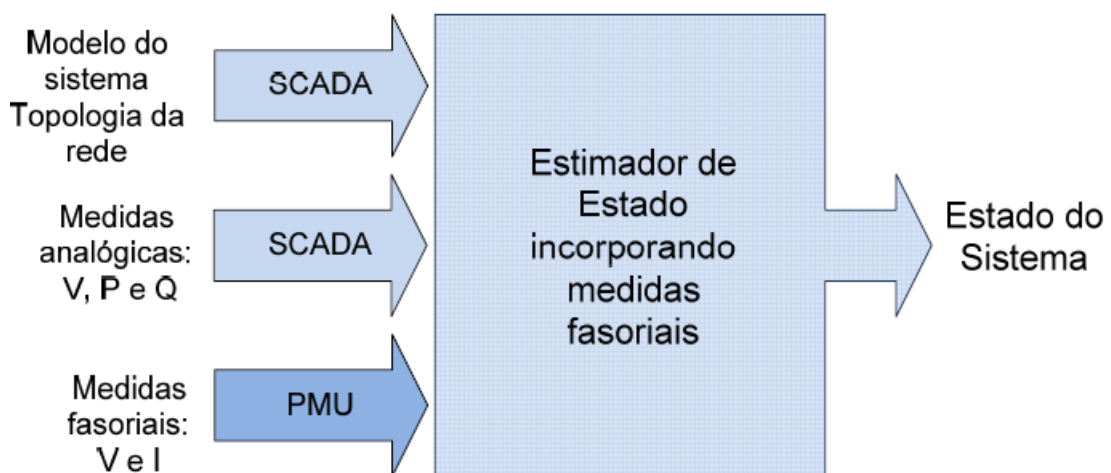 Modelo do
sistema
Topologia da
rede
SCADA
Medidas
analógicas:
V, P e Q
SCADA
Medidas
fasoriais:
V e I
PMU
Estimador de
Estado
incorporando
medidas
fasoriais
Estado do
Sistema